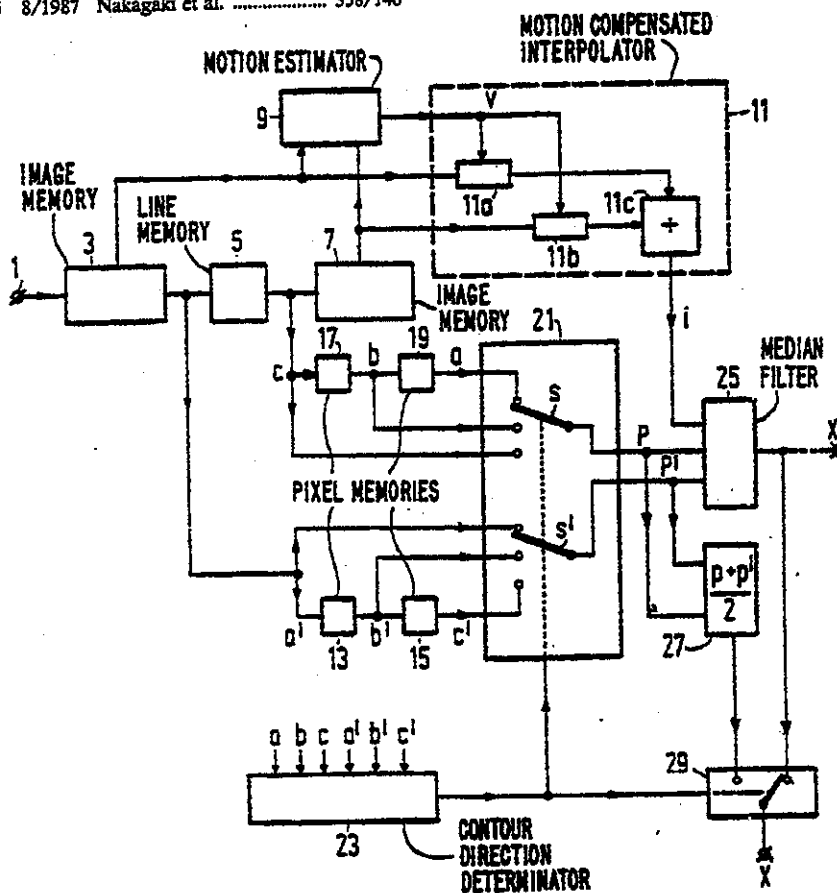 8/1987 Nakagaki et al. .................... 358/140
MOTION COMPENSATED
INTERPOLATOR
MOTION ESTIMATOR
9
V
11
IMAGE
MEMORY
LINE
MEMORY
11a
11c
÷
11b
1
3
5
7
IMAGE
MEMORY
i
17
19
21
MEDIAN
FILTER
c
b
a
s
25
P
X
PIXEL MEMORIES
P'
s'
p+p'
2
a'
13
b'
15
c'
27
a b c a' b' c'
29
23
CONTOUR
DIRECTION
DETERMINATOR
X